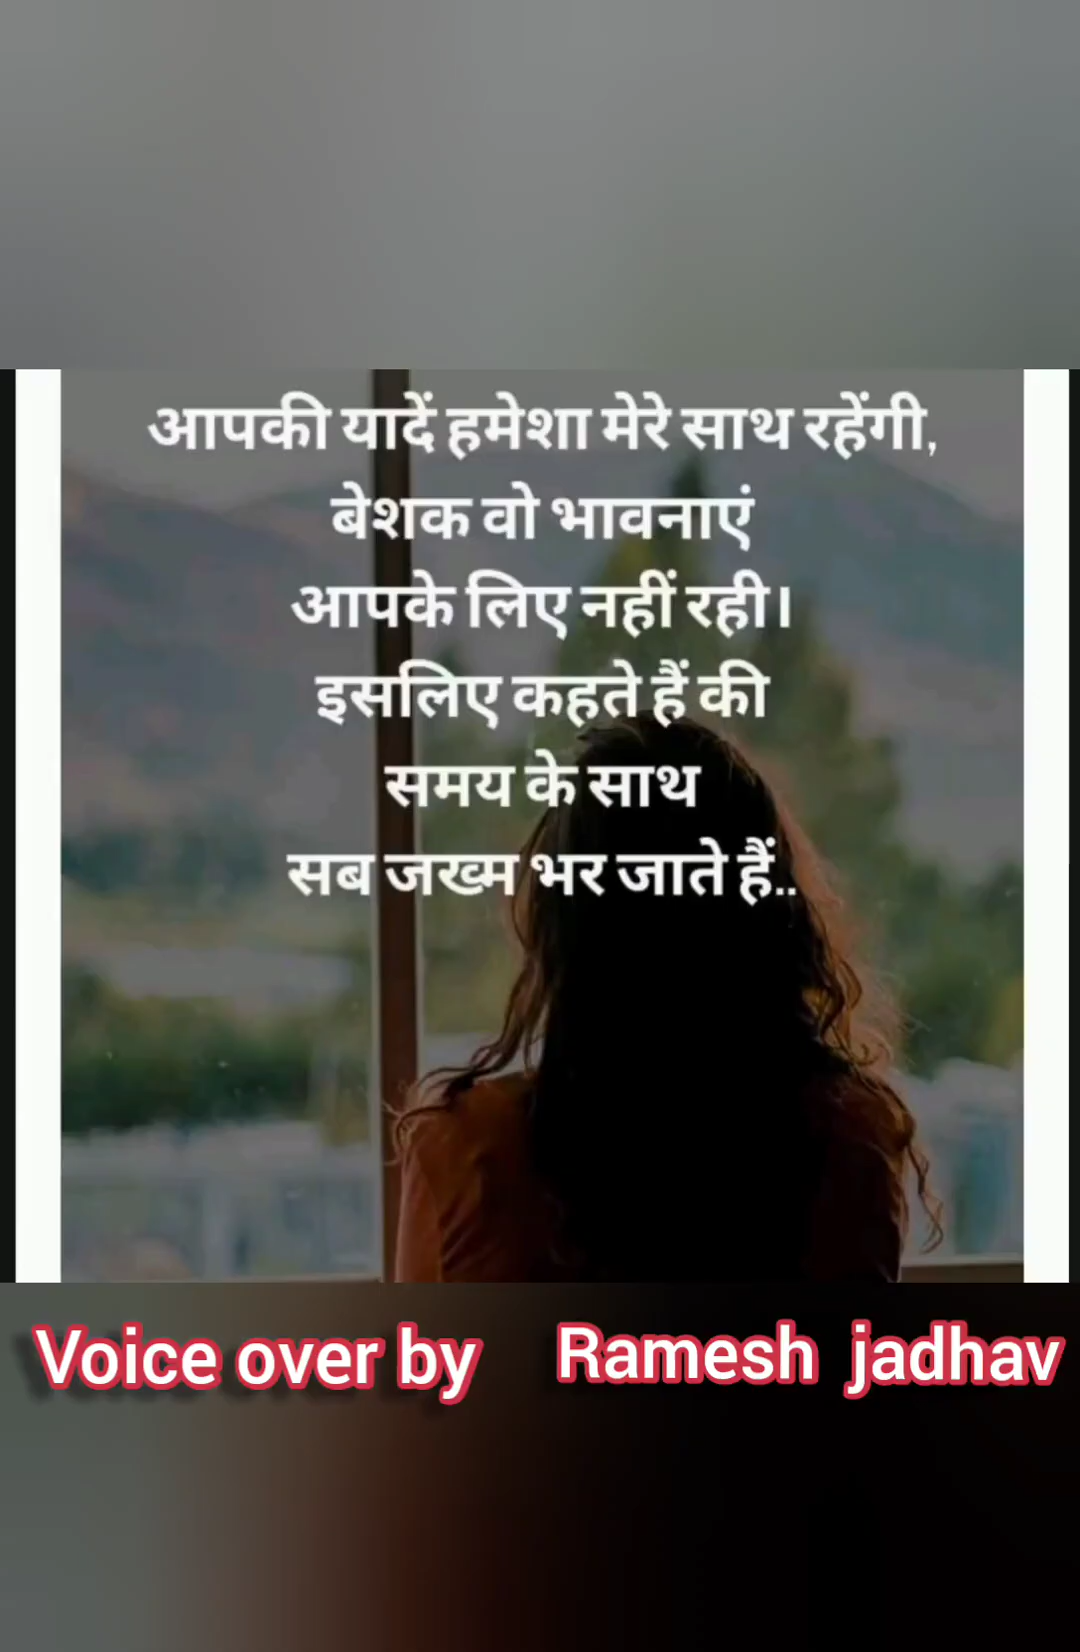 आपकी यादें हमेशा मेरे साथ रहेंगी,
बेशक वो भावनाएं
आपके लिए नहीं रही।
इसलिए कहते हैं की
समय के साथ
सब जख्म भर जाते हैं..
Voice over by Ramesh jadhav